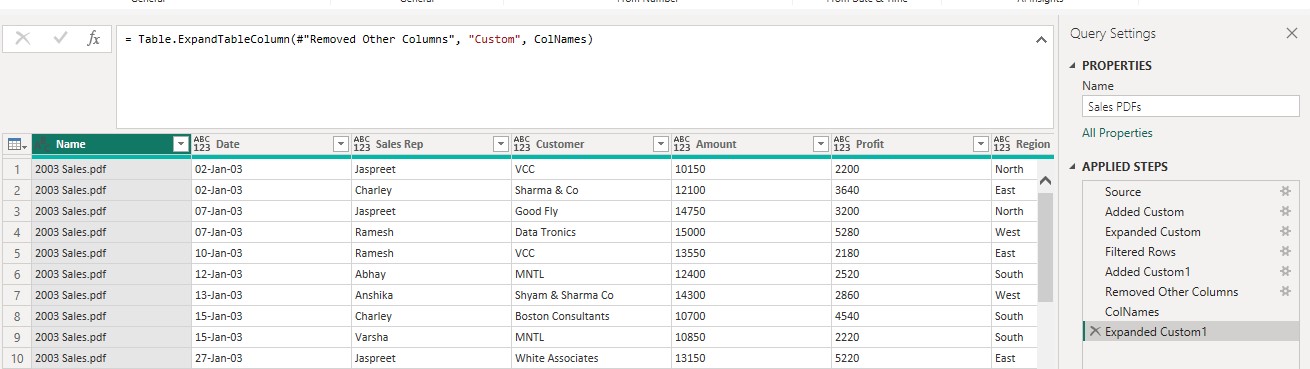 General General From Number From Date & Time AI Insights
fx = Table.ExpandTableColumn(#"Removed Other Columns", "Custom", ColNames)
Query Settings
PROPERTIES
Name
Sales PDFs
All Properties
APPLIED STEPS
Source
Added Custom
Expanded Custom
Filtered Rows
Added Custom1
Removed Other Columns
ColNames
Expanded Custom1
Name ABC 123 Date ABC 123 Sales Rep ABC 123 Customer ABC 123 Amount ABC 123 Profit ABC 123 Region
1 2003 Sales.pdf 02-Jan-03 Jaspreet VCC 10150 2200 North
2 2003 Sales.pdf 02-Jan-03 Charley Sharma & Co 12100 3640 East
3 2003 Sales.pdf 07-Jan-03 Jaspreet Good Fly 14750 3200 North
4 2003 Sales.pdf 07-Jan-03 Ramesh Data Tronics 15000 5280 West
5 2003 Sales.pdf 10-Jan-03 Ramesh VCC 13550 2180 East
6 2003 Sales.pdf 12-Jan-03 Abhay MNTL 12400 2520 South
7 2003 Sales.pdf 13-Jan-03 Anshika Shyam & Sharma Co 14300 2860 West
8 2003 Sales.pdf 15-Jan-03 Charley Boston Consultants 10700 4540 South
9 2003 Sales.pdf 15-Jan-03 Varsha MNTL 10850 2220 South
10 2003 Sales.pdf 27-Jan-03 Jaspreet White Associates 13150 5220 East